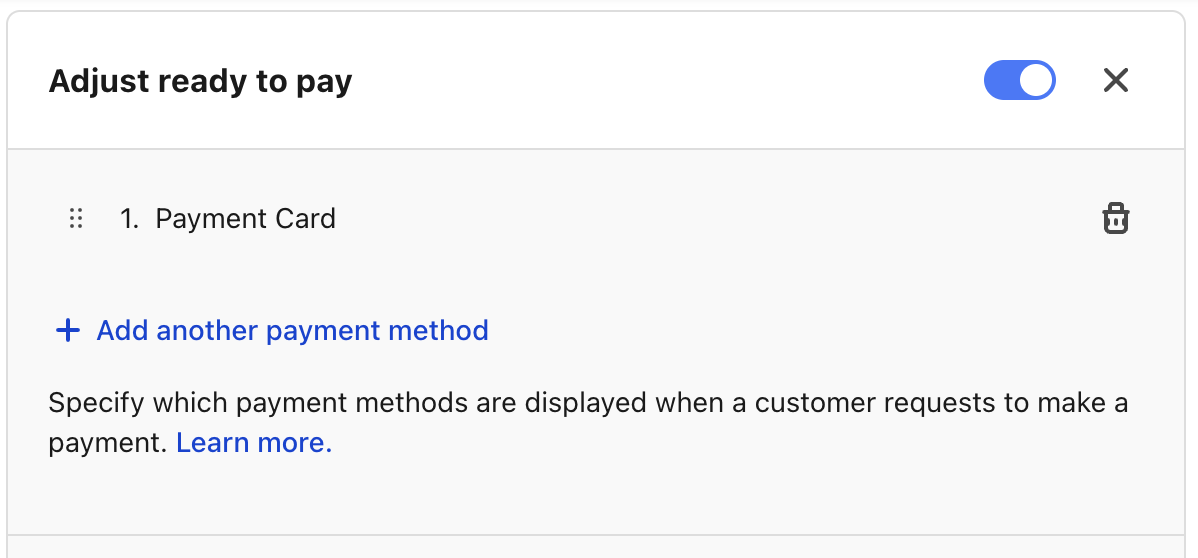 Adjust ready to pay
1. Payment Card
Add another payment method
Specify which payment methods are displayed when a customer requests to make a
payment. Learn more.